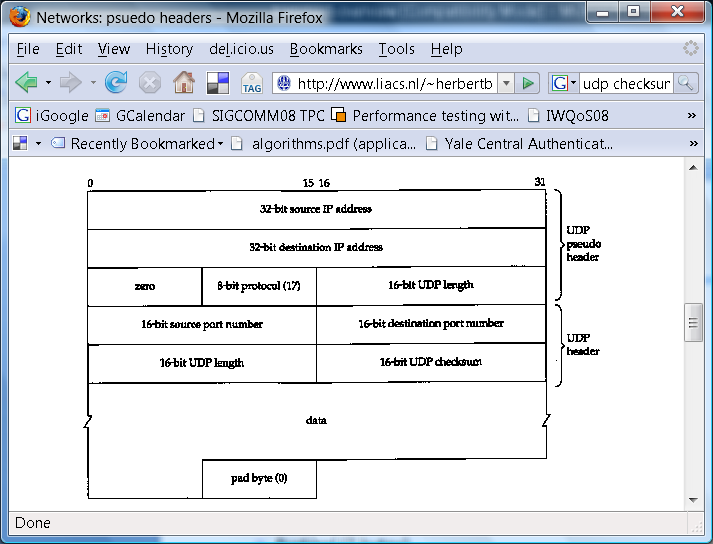 Networks: psuedo headers - Mozilla Firefox
File Edit View History del.icio.us Bookmarks Tools Help
TAG http://www.liacs.nl/~herbertb G udp checksur
G iGoogle GCalendar SIGCOMM08 TPC Performance testing wit... IWQoS08 »
Recently Bookmarked algorithms.pdf (applica... Yale Central Authenticat... »
0 15 16 31
32-bit source IP address
32-bit destination IP address
UDP
pseudo
header
zero 8-bit protocol (17) 16-bit UDP length
16-bit source port number 16-bit destination port number
UDP
header
16-bit UDP length 16-bit UDP checksum
data
pad byte (0)
Done